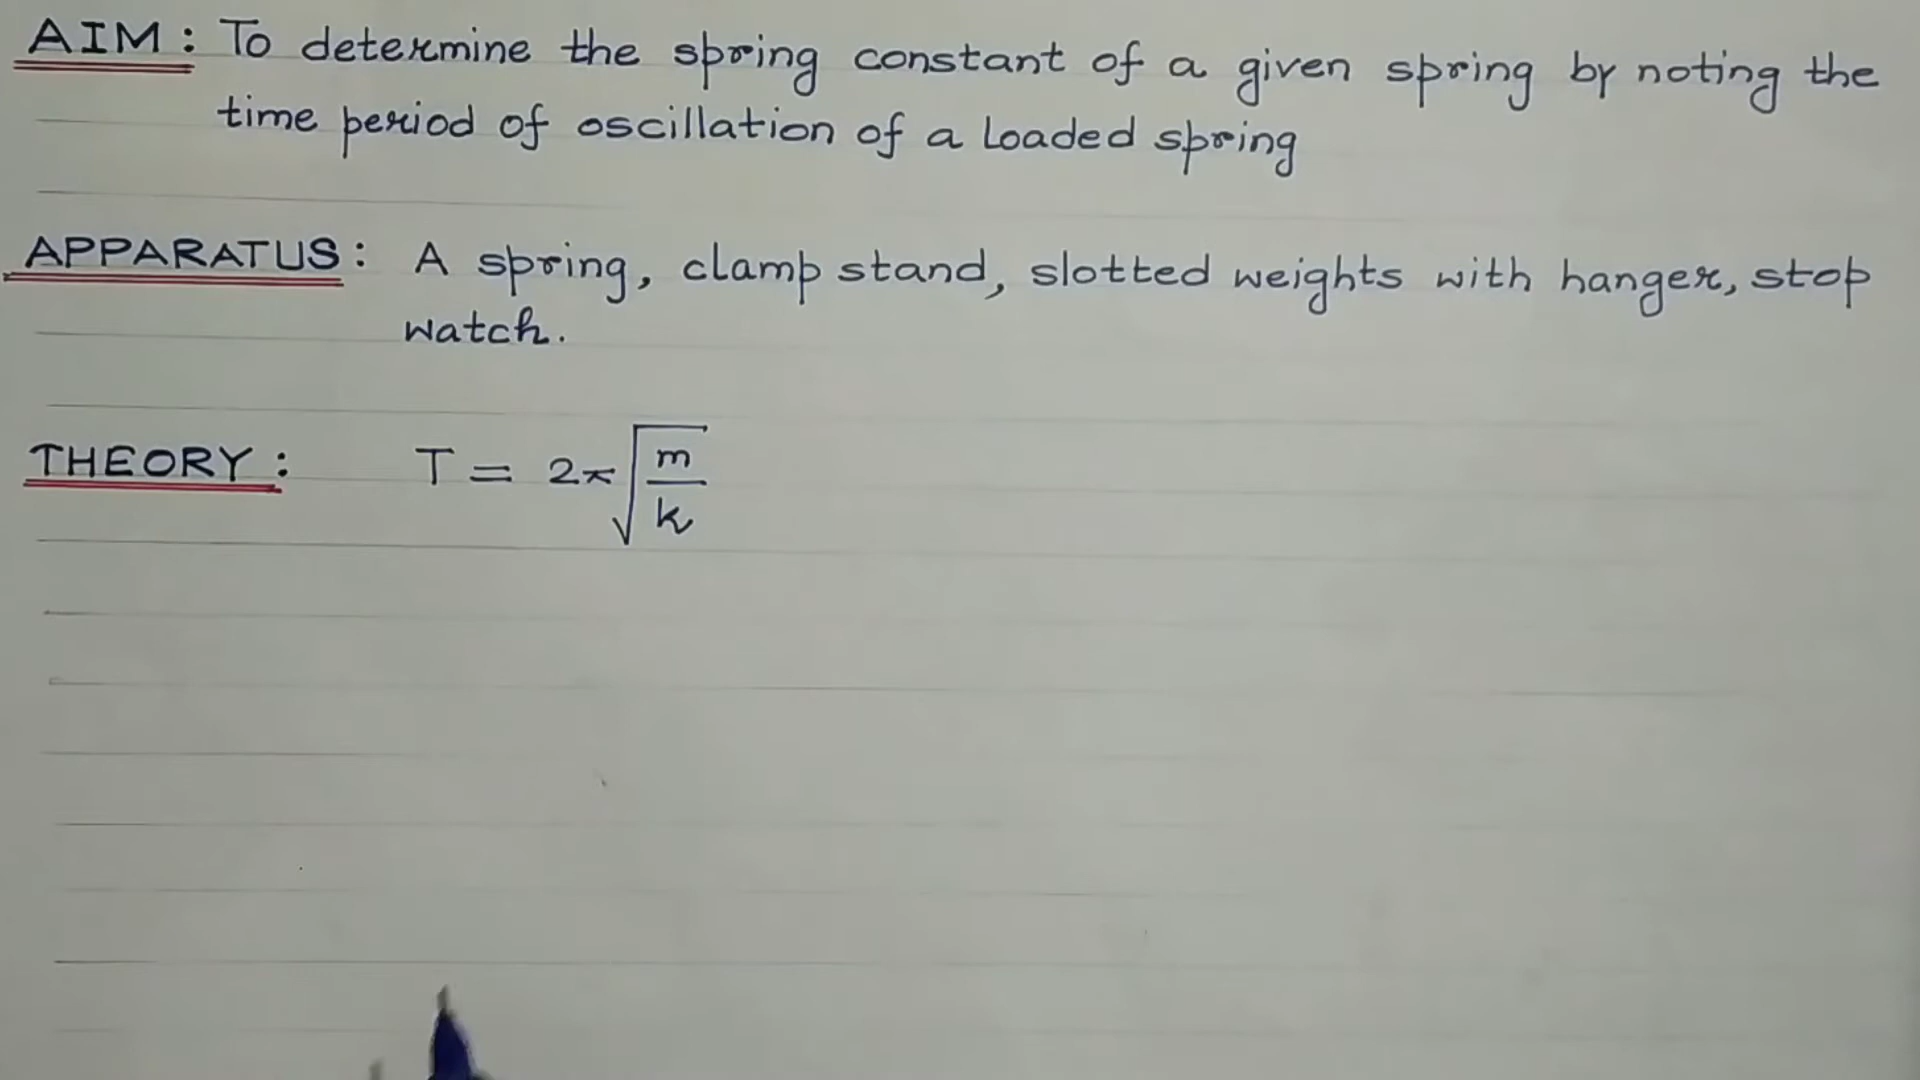 AIM: To determine the spring constant of a given spring by noting the
time period of oscillation of a loaded spring
APPARATUS: A spring, clamp stand, slotted weights with hanger, stop
watch.
THEORY: T = 2π√(m/k)